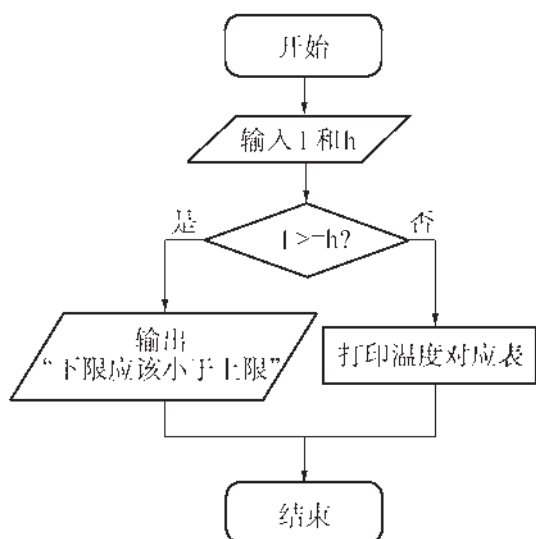 开始
输入 l 和h
l >=h?
是
否
输出
“下限应该小于上限”
打印温度对应表
结束